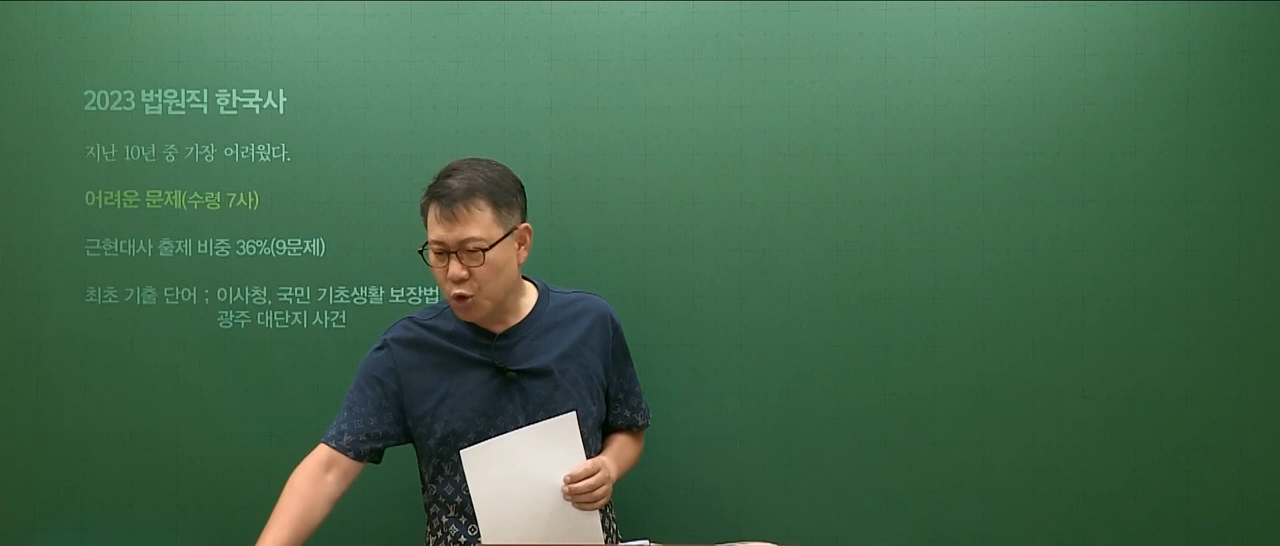 2023 법원직 한국사
지난 10년 중 가장 어려웠다.
어려운 문제(수령 7사)
근현대사 출제 비중 36%(9문제)
최초 기출 단어 ; 이사청, 국민 기초생활 보장법
광주 대단지 사건